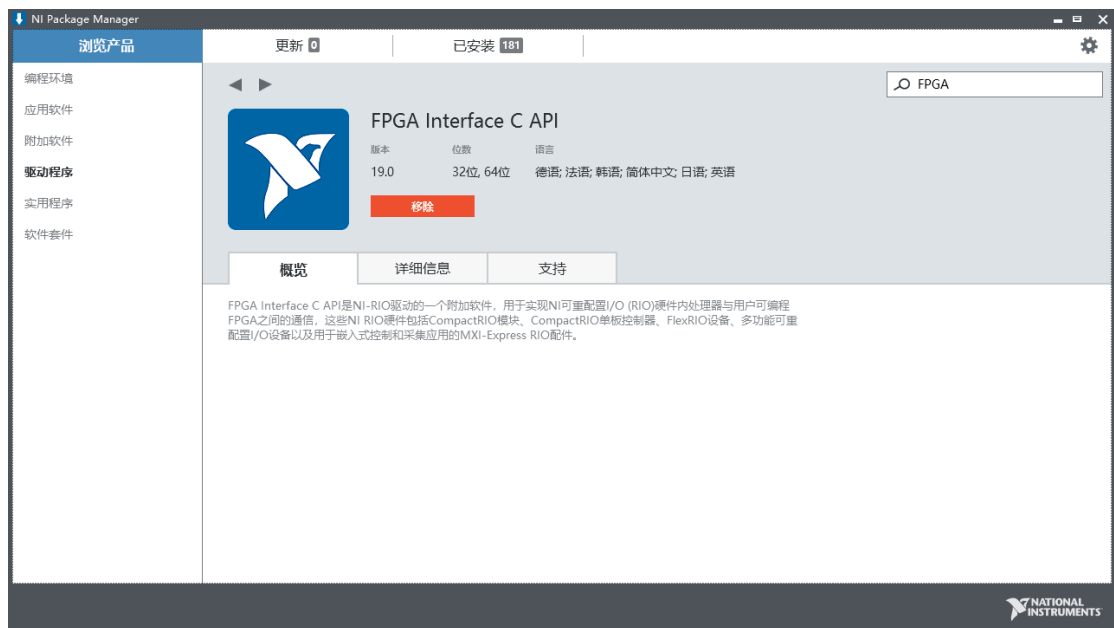 NI Package Manager
浏览产品
更新 0
已安装 181
编程环境
应用软件
附加软件
驱动程序
实用程序
软件套件
FPGA
FPGA Interface C API
版本 位数 语言
19.0 32位, 64位 德语; 法语; 韩语; 简体中文; 日语; 英语
移除
概览 详细信息 支持
FPGA Interface C API是NI-RIO驱动的一个附加软件，用于实现NI可重配置I/O (RIO)硬件内处理器与用户可编程
FPGA之间的通信，这些NI RIO硬件包括CompactRIO模块、CompactRIO单板控制器、FlexRIO设备、多功能可重
配置I/O设备以及用于嵌入式控制和采集应用的MXI-Express RIO配件。
NATIONAL
INSTRUMENTS